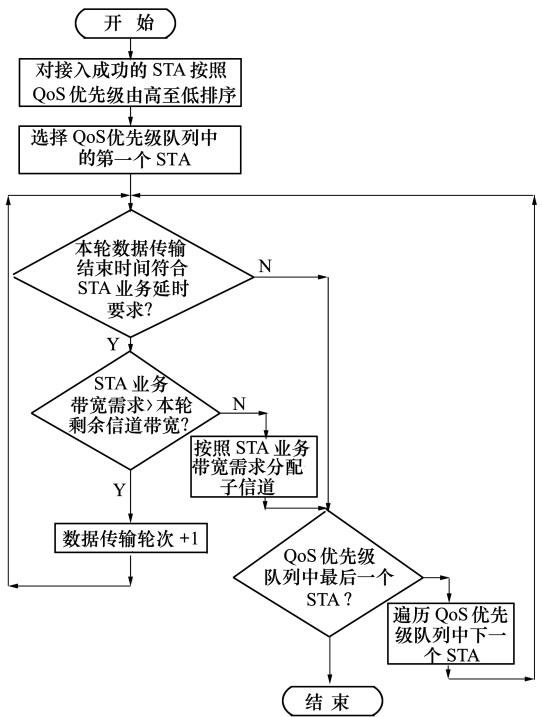 开 始
对接入成功的 STA 按照
QoS 优先级由高至低排序
选择 QoS优先级队列中
的第一个 STA
本轮数据传输
结束时间符合
STA 业务延时
要求?
N
Y
STA 业务
带宽需求>本轮
剩余信道带宽?
N
按照 STA 业务
带宽需求分配
子信道
Y
数据传输轮次 +1
QoS 优先级
队列中最后一个
STA ?
遍历 QoS 优先
级队列中下一
个 STA
结 束